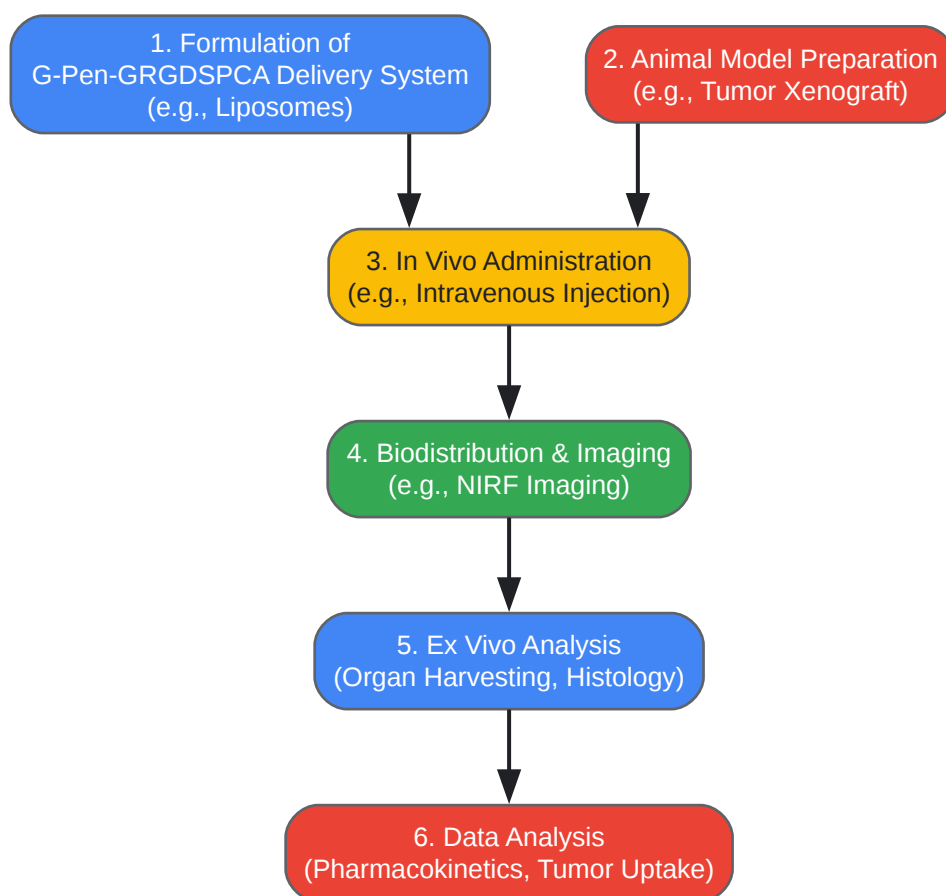 1. Formulation of
G-Pen-GRGDSPCA Delivery System
(e.g., Liposomes)
2. Animal Model Preparation
(e.g., Tumor Xenograft)
3. In Vivo Administration
(e.g., Intravenous Injection)
4. Biodistribution & Imaging
(e.g., NIRF Imaging)
5. Ex Vivo Analysis
(Organ Harvesting, Histology)
6. Data Analysis
(Pharmacokinetics, Tumor Uptake)